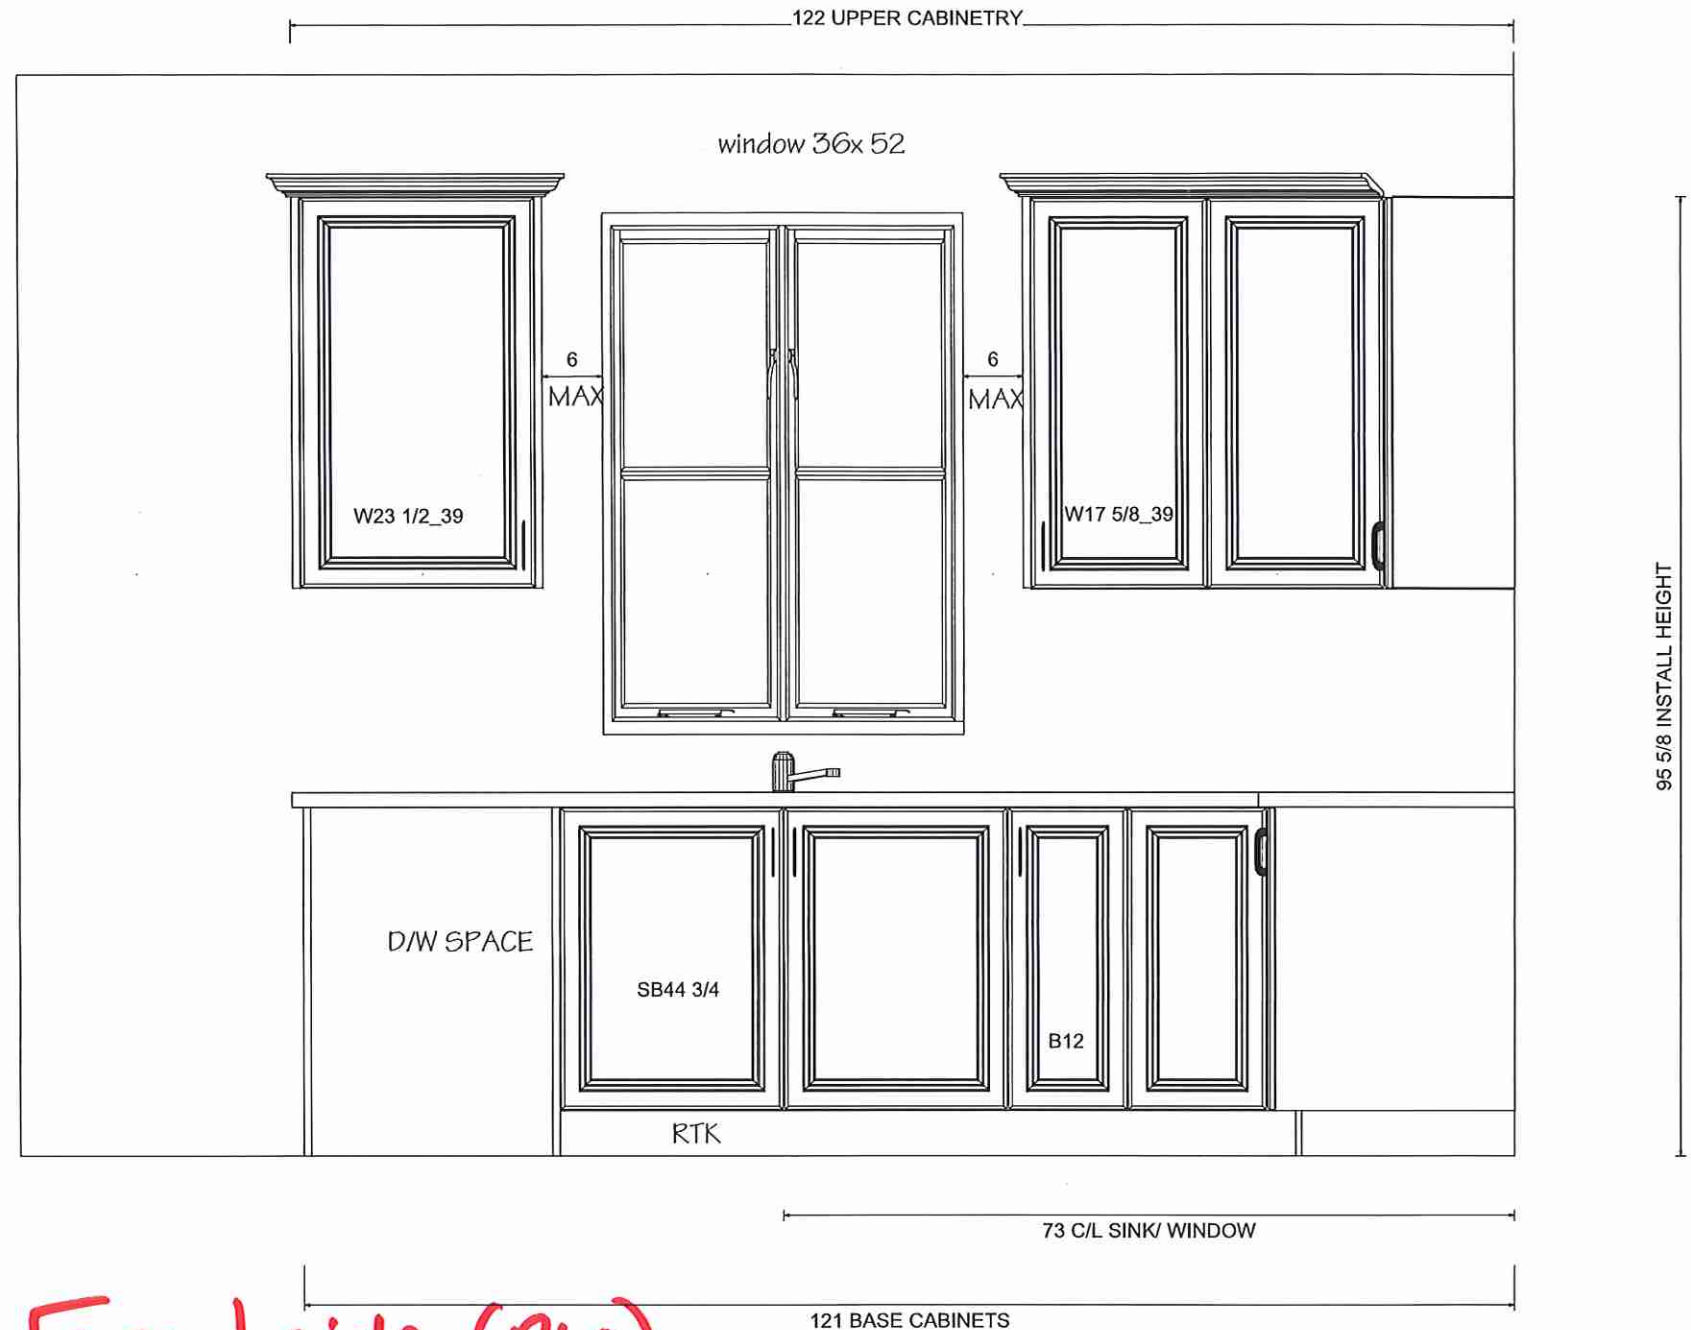 122 UPPER CABINETRY
window 36x 52
6
MAX
6
MAX
W23 1/2_39
W17 5/8_39
95 5/8 INSTALL HEIGHT
D/W SPACE
SB44 3/4
B12
RTK
73 C/L SINK/ WINDOW
121 BASE CABINETS